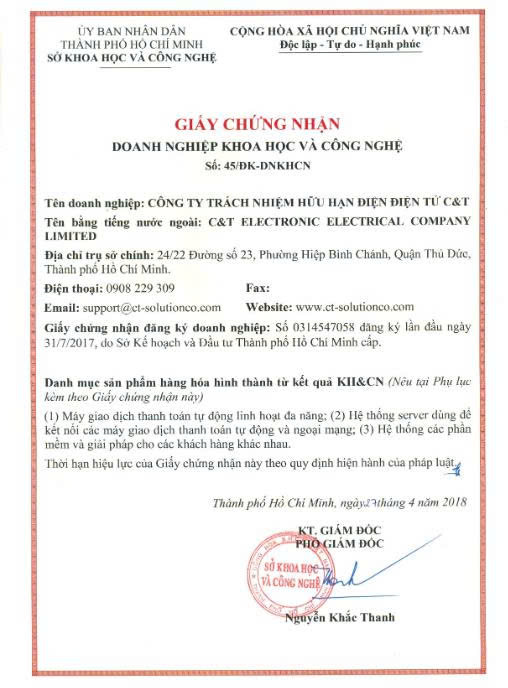 ỦY BAN NHÂN DÂN
THÀNH PHỐ HỒ CHÍ MINH
SỞ KHOA HỌC VÀ CÔNG NGHỆ
CỘNG HÒA XÃ HỘI CHỦ NGHĨA VIỆT NAM
Độc lập - Tự do - Hạnh phúc
GIẤY CHỨNG NHẬN
DOANH NGHIỆP KHOA HỌC VÀ CÔNG NGHỆ
Số: 45/ĐK-DNKHCN
Tên doanh nghiệp: CÔNG TY TRÁCH NHIỆM HỮU HẠN ĐIỆN ĐIỆN TỬ C&T
Tên bằng tiếng nước ngoài: C&T ELECTRONIC ELECTRICAL COMPANY
LIMITED
Địa chỉ trụ sở chính: 24/22 Đường số 23, Phường Hiệp Bình Chánh, Quận Thủ Đức,
Thành phố Hồ Chí Minh.
Điện thoại: 0908 229 309 Fax:
Email: support@ct-solutionco.com Website: www.ct-solutionco.com
Giấy chứng nhận đăng ký doanh nghiệp: Số 0314547058 đăng ký lần đầu ngày
31/7/2017, do Sở Kế hoạch và Đầu tư Thành phố Hồ Chí Minh cấp.
Danh mục sản phẩm hàng hóa hình thành từ kết quả KH&CN (Nêu tại Phụ lục
kèm theo Giấy chứng nhận này)
(1) Máy giao dịch thanh toán tự động linh hoạt đa năng; (2) Hệ thống server dùng để
kết nối các máy giao dịch thanh toán tự động và ngoại mạng; (3) Hệ thống các phần
mềm và giải pháp cho các khách hàng khác nhau.
Thời hạn hiệu lực của Giấy chứng nhận này theo quy định hiện hành của pháp luật.
Thành phố Hồ Chí Minh, ngày 27 tháng 4 năm 2018
KT. GIÁM ĐỐC
PHÓ GIÁM ĐỐC
SỞ KHOA HỌC
VÀ CÔNG NGHỆ
Nguyễn Khắc Thanh